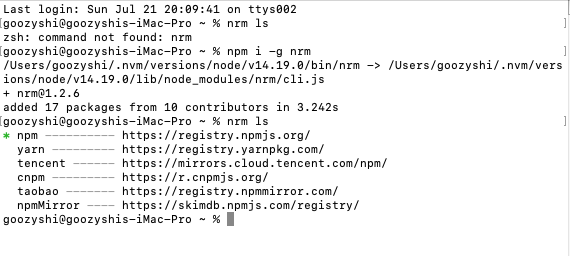 Last login: Sun Jul 21 20:09:41 on ttys002
[goozyshi@goozyshis-iMac-Pro ~ % nrm ls ]
zsh: command not found: nrm
[goozyshi@goozyshis-iMac-Pro ~ % npm i -g nrm ]
/Users/goozyshi/.nvm/versions/node/v14.19.0/bin/nrm -> /Users/goozyshi/.nvm/vers
ions/node/v14.19.0/lib/node_modules/nrm/cli.js
+ nrm@1.2.6
added 17 packages from 10 contributors in 3.242s
[goozyshi@goozyshis-iMac-Pro ~ % nrm ls ]
* npm ---------- https://registry.npmjs.org/
yarn --------- https://registry.yarnpkg.com/
tencent ------ https://mirrors.cloud.tencent.com/npm/
cnpm --------- https://r.cnpmjs.org/
taobao ------- https://registry.npmmirror.com/
npmMirror ---- https://skimdb.npmjs.com/registry/
goozyshi@goozyshis-iMac-Pro ~ %